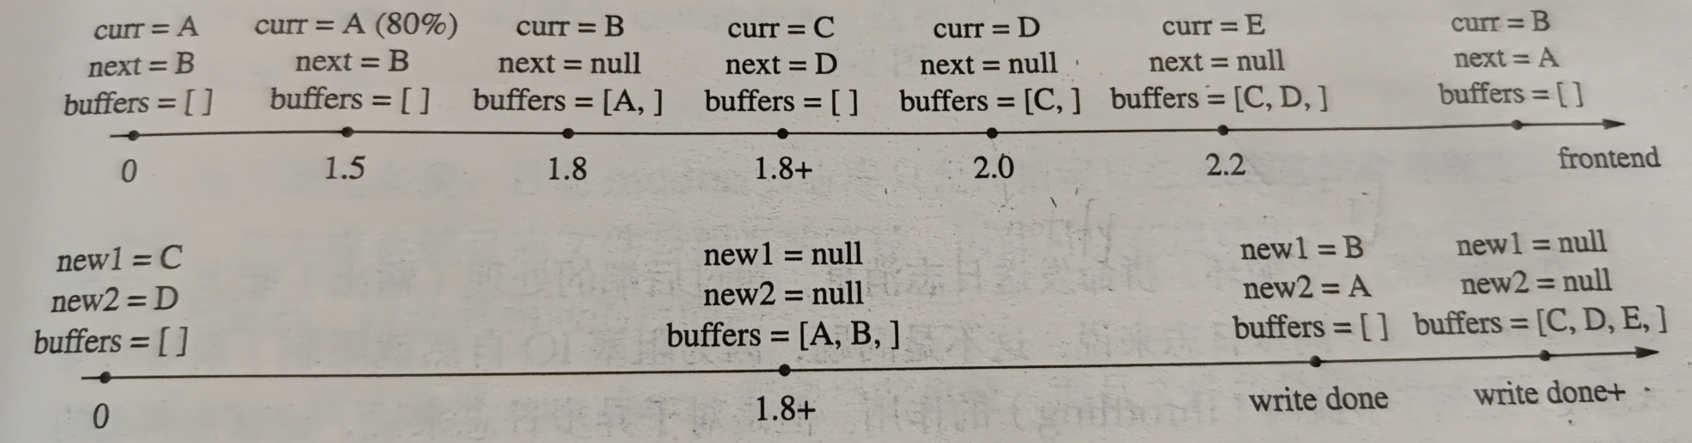 curr = A
next = B
buffers = [ ]
curr = A (80%)
next = B
buffers = [ ]
curr = B
next = null
buffers = [A, ]
curr = C
next = D
buffers = [ ]
curr = D
next = null
buffers = [C, ]
curr = E
next = null
buffers = [C, D, ]
curr = B
next = A
buffers = [ ]
0
1.5
1.8
1.8+
2.0
2.2
frontend
new1 = C
new2 = D
buffers = [ ]
new1 = null
new2 = null
buffers = [A, B, ]
new1 = B
new2 = A
buffers = [ ]
new1 = null
new2 = null
buffers = [C, D, E, ]
0
1.8+
write done
write done+